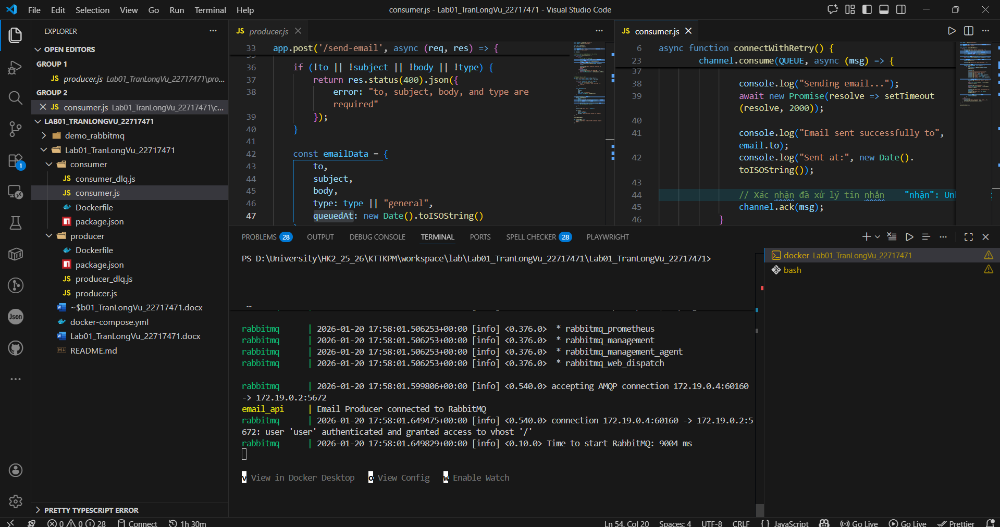 File Edit Selection View Go Run Terminal Help
consumer.js - Lab01_TranLongVu_22717471 - Visual Studio Code
EXPLORER
OPEN EDITORS
GROUP 1
JS producer.js Lab01_TranLongVu_22717471\pro...
GROUP 2
JS consumer.js Lab01_TranLongVu_22717471\c...
LAB01_TRANLONGVU_22717471
demo_rabbitmq
Lab01_TranLongVu_22717471
consumer
JS consumer_dlq.js
JS consumer.js
Dockerfile
package.json
producer
Dockerfile
package.json
JS producer_dlq.js
JS producer.js
~$b01_TranLongVu_22717471.docx
docker-compose.yml
Lab01_TranLongVu_22717471.docx
README.md
PRETTY TYPESCRIPT ERROR
1
Json
JS producer.js
33 app.post('/send-email', async (req, res) => {
36 if (!to || !subject || !body || !type) {
37 return res.status(400).json({
38 error: "to, subject, body, and type are
required"
39 });
40 }
41
42 const emailData = {
43 to,
44 subject,
45 body,
46 type: type || "general",
47 queuedAt: new Date().toISOString()
JS consumer.js
6 async function connectWithRetry() {
23 channel.consume(QUEUE, async (msg) => {
37
38 console.log("Sending email...");
39 await new Promise(resolve => setTimeout
(resolve, 2000));
40
41 console.log("Email sent successfully to",
email.to);
42 console.log("Sent at:", new Date().
toISOString());
43
44 // Xác nhận đã xử lý tin nhắn "nhận": Un
45 channel.ack(msg);
46 }
PROBLEMS 28 OUTPUT DEBUG CONSOLE TERMINAL PORTS SPELL CHECKER 28 PLAYWRIGHT
PS D:\University\HK2_25_26\KTTKPM\workspace\lab\Lab01_TranLongVu_22717471\Lab01_TranLongVu_22717471>
...
rabbitmq | 2026-01-20 17:58:01.506253+00:00 [info] <0.376.0> * rabbitmq_prometheus
rabbitmq | 2026-01-20 17:58:01.506253+00:00 [info] <0.376.0> * rabbitmq_management
rabbitmq | 2026-01-20 17:58:01.506253+00:00 [info] <0.376.0> * rabbitmq_management_agent
rabbitmq | 2026-01-20 17:58:01.506253+00:00 [info] <0.376.0> * rabbitmq_web_dispatch
rabbitmq | 2026-01-20 17:58:01.599806+00:00 [info] <0.540.0> accepting AMQP connection 172.19.0.4:60160
-> 172.19.0.2:5672
email_api | Email Producer connected to RabbitMQ
rabbitmq | 2026-01-20 17:58:01.649475+00:00 [info] <0.540.0> connection 172.19.0.4:60160 -> 172.19.0.2:5
672: user 'user' authenticated and granted access to vhost '/'
rabbitmq | 2026-01-20 17:58:01.649829+00:00 [info] <0.10.0> Time to start RabbitMQ: 9004 ms
v View in Docker Desktop o View Config w Enable Watch
docker Lab01_TranLongVu_22717471
bash
0 0 28 Connect 1h 30m
Ln 54, Col 20 Spaces: 4 UTF-8 CRLF {} JavaScript Go Live Go Live Prettier